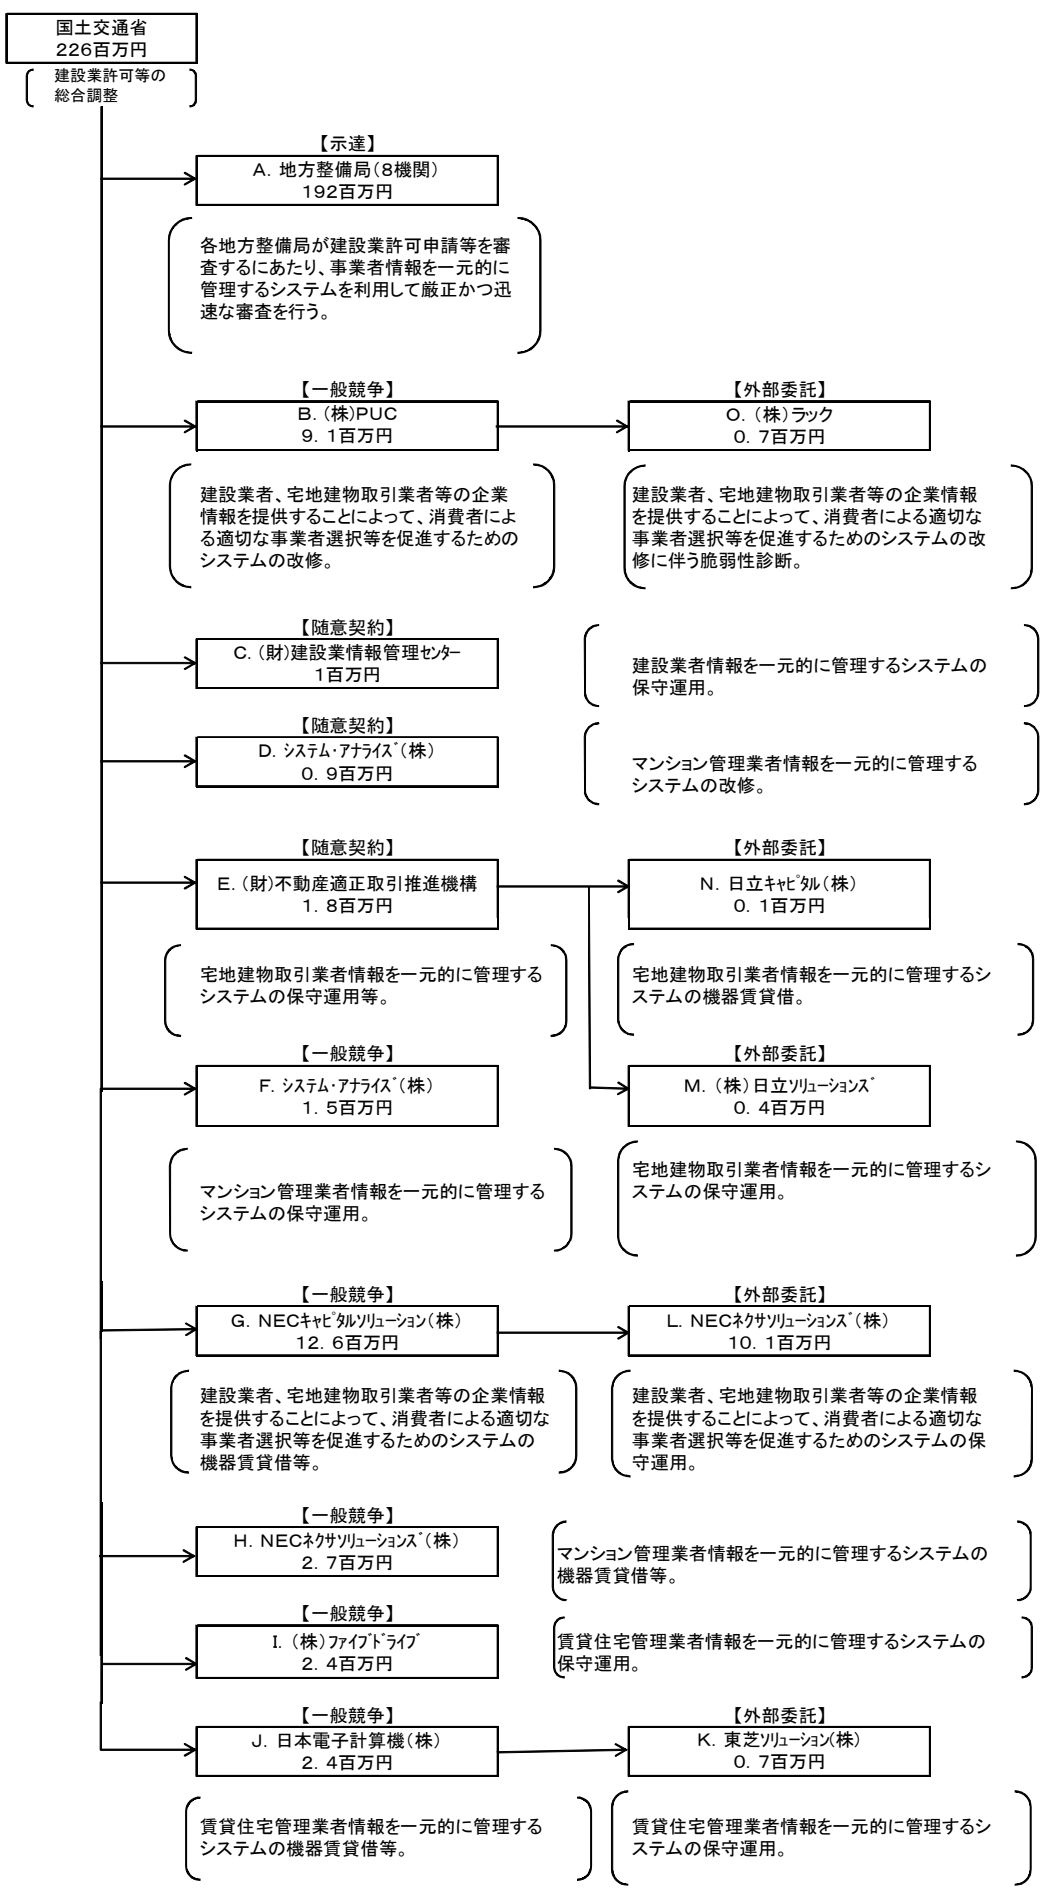 国土交通省
226百万円
建設業許可等の
総合調整
【示達】
A．地方整備局（8機関）
192百万円
各地方整備局が建設業許可申請等を審
査するにあたり、事業者情報を一元的に
管理するシステムを利用して厳正かつ迅
速な審査を行う。
【一般競争】
B．（株）PUC
9．1百万円
【外部委託】
O．（株）ラック
0．7百万円
建設業者、宅地建物取引業者等の企業
情報を提供することによって、消費者によ
る適切な事業者選択等を促進するための
システムの改修。
建設業者、宅地建物取引業者等の企業情報
を提供することによって、消費者による適切な
事業者選択等を促進するためのシステムの改
修に伴う脆弱性診断。
【随意契約】
C．（財）建設業情報管理ｾﾝﾀｰ
1百万円
建設業者情報を一元的に管理するシステムの
保守運用。
【随意契約】
D．ｼｽﾃﾑ・ｱﾅﾗｲｽﾞ（株）
0．9百万円
マンション管理業者情報を一元的に管理する
システムの改修。
【随意契約】
E．（財）不動産適正取引推進機構
1．8百万円
【外部委託】
N．日立ｷｬﾋﾟﾀﾙ（株）
0．1百万円
宅地建物取引業者情報を一元的に管理する
システムの保守運用等。
宅地建物取引業者情報を一元的に管理するシ
ステムの機器賃貸借。
【一般競争】
F．ｼｽﾃﾑ・ｱﾅﾗｲｽﾞ（株）
1．5百万円
【外部委託】
M．（株）日立ｿﾘｭｰｼｮﾝｽﾞ
0．4百万円
マンション管理業者情報を一元的に管理する
システムの保守運用。
宅地建物取引業者情報を一元的に管理するシ
ステムの保守運用。
【一般競争】
G．NECｷｬﾋﾟﾀﾙｿﾘｭｰｼｮﾝ（株）
12．6百万円
【外部委託】
L．NECﾈｸｻｿﾘｭｰｼｮﾝｽﾞ（株）
10．1百万円
建設業者、宅地建物取引業者等の企業情報
を提供することによって、消費者による適切な
事業者選択等を促進するためのシステムの
機器賃貸借等。
建設業者、宅地建物取引業者等の企業情報
を提供することによって、消費者による適切な
事業者選択等を促進するためのシステムの保
守運用。
【一般競争】
H．NECﾈｸｻｿﾘｭｰｼｮﾝｽﾞ（株）
2．7百万円
マンション管理業者情報を一元的に管理するシステムの
機器賃貸借等。
【一般競争】
I．（株）ﾌｧｲﾌﾞﾄﾞﾗｲﾌﾞ
2．4百万円
賃貸住宅管理業者情報を一元的に管理するシステムの
保守運用。
【一般競争】
J．日本電子計算機（株）
2．4百万円
【外部委託】
K．東芝ｿﾘｭｰｼｮﾝ（株）
0．7百万円
賃貸住宅管理業者情報を一元的に管理する
システムの機器賃貸借等。
賃貸住宅管理業者情報を一元的に管理するシ
ステムの保守運用。